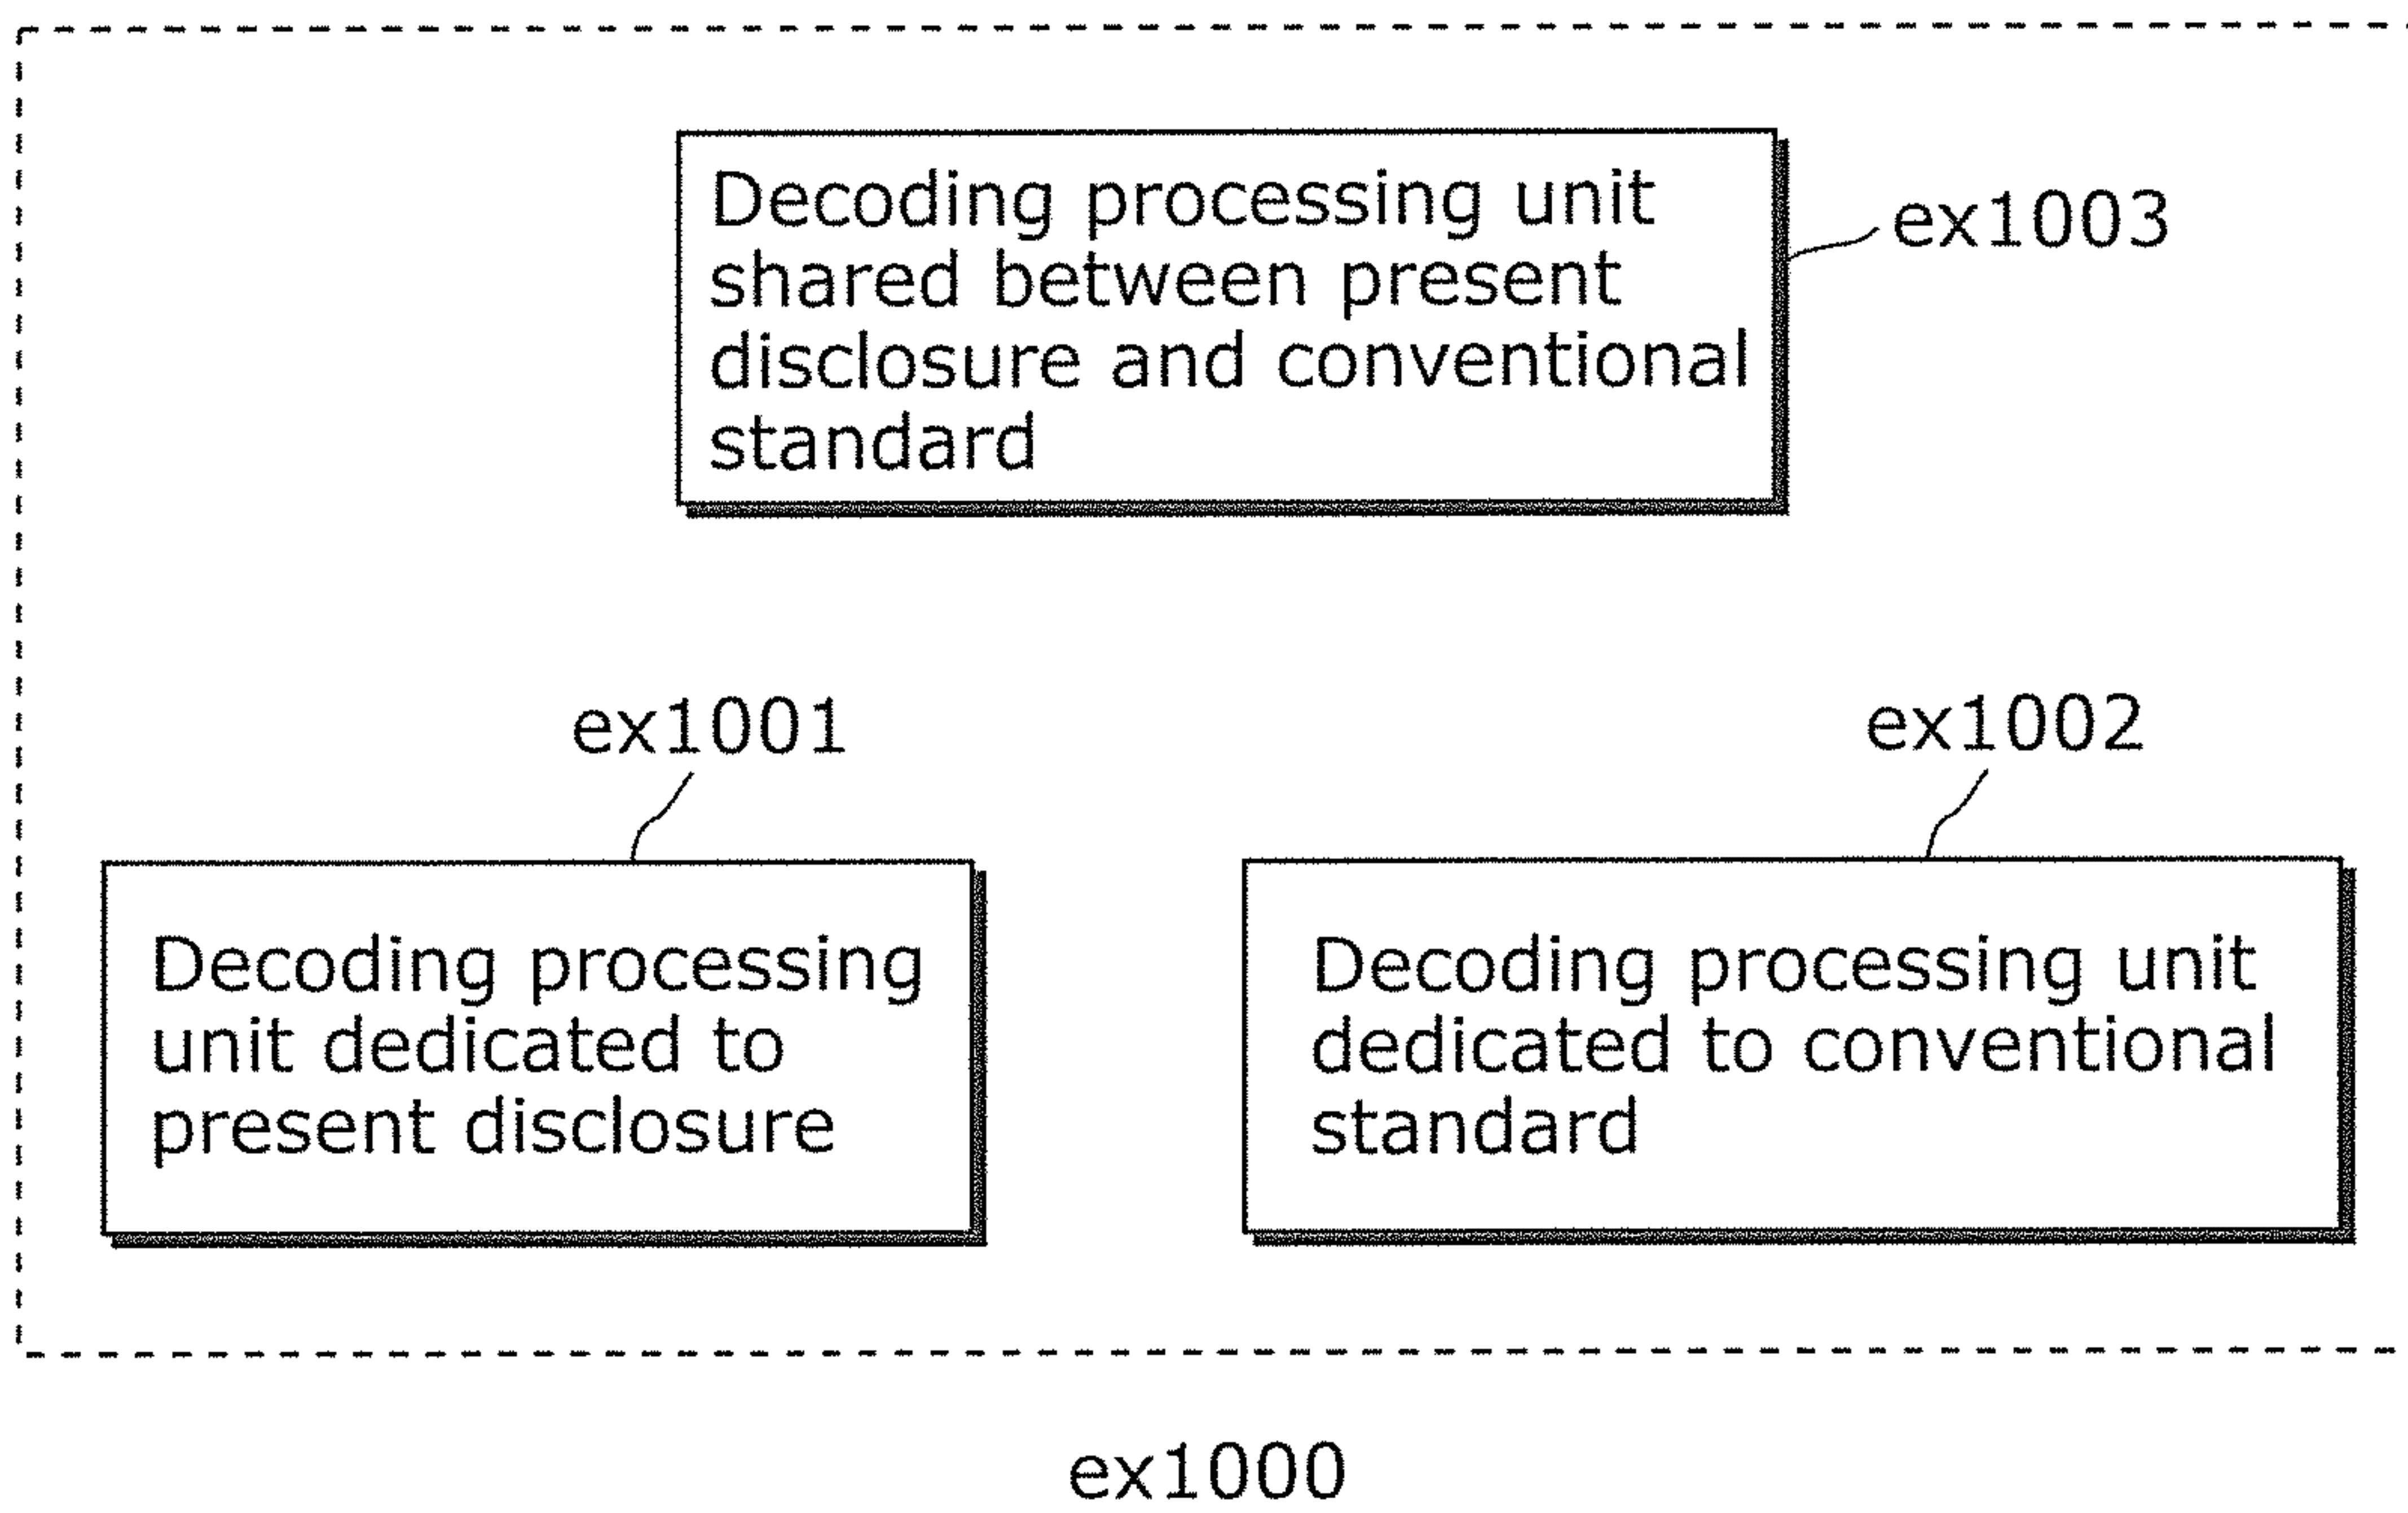 Decoding processing unit
shared between present
disclosure and conventional
standard
ex1003
ex1001
ex1002
Decoding processing
unit dedicated to
present disclosure
Decoding processing unit
dedicated to conventional
standard
ex1000